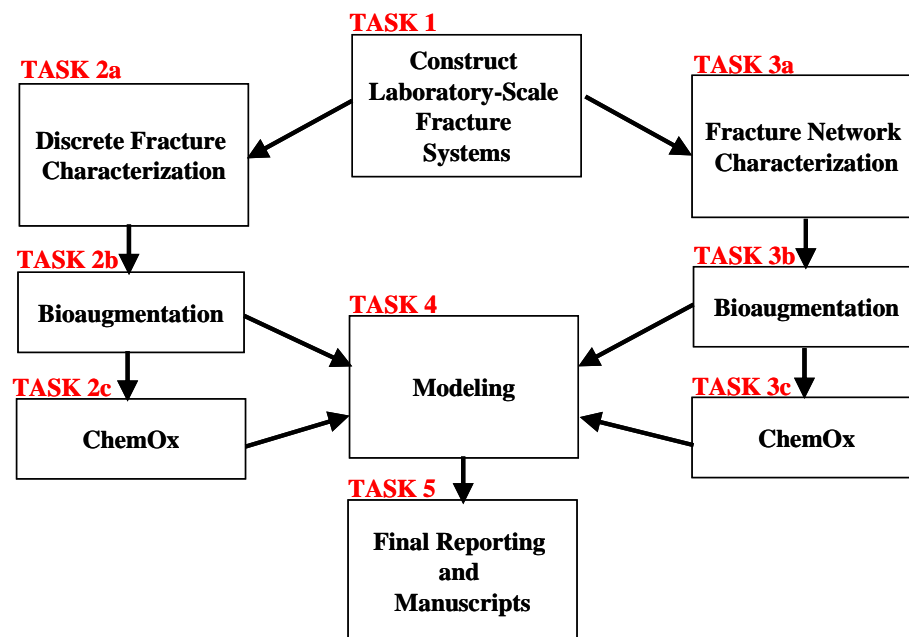 TASK 1
Construct
Laboratory-Scale
Fracture
Systems
TASK 2a
Discrete Fracture
Characterization
TASK 3a
Fracture Network
Characterization
TASK 2b
Bioaugmentation
TASK 3b
Bioaugmentation
TASK 4
Modeling
TASK 2c
ChemOx
TASK 3c
ChemOx
TASK 5
Final Reporting
and
Manuscripts